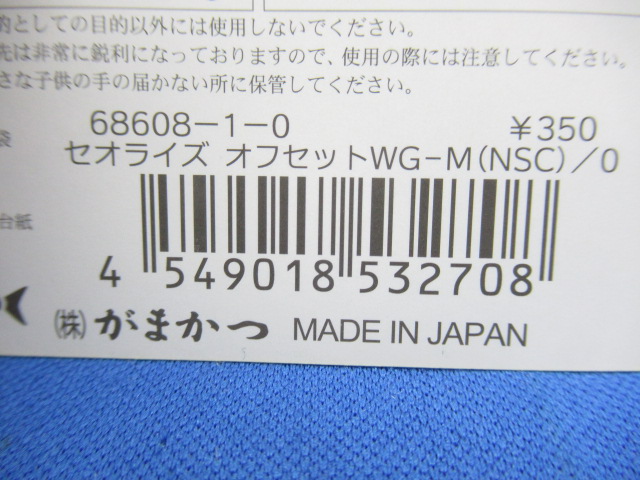 的としての目的以外には使用しないでください。
先は非常に鋭利になっておりますので、使用の際には注意してください。
さな子供の手の届かない所に保管してください。
袋
68608-1-0 ¥350
セオライズ オフセットWG-M(NSC)/0
台紙
4 549018 532708
(株)がまかつ MADE IN JAPAN